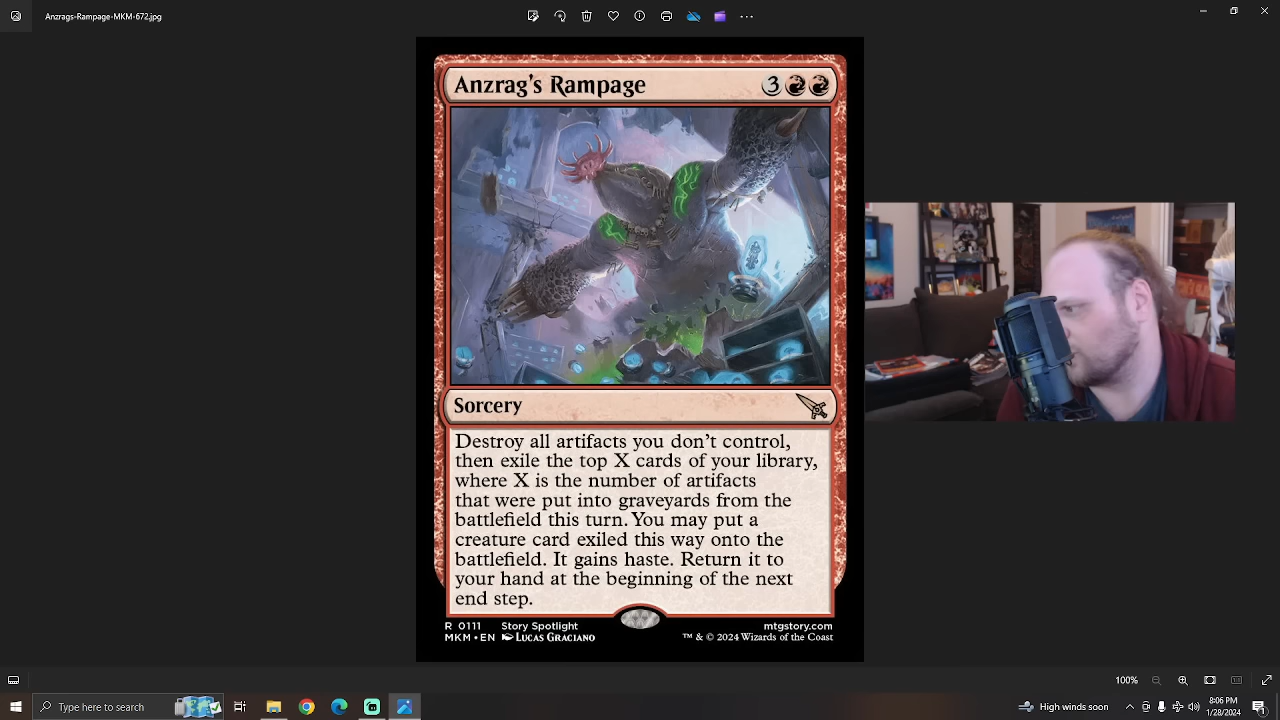 Anzrags-Rampage-MKM-672.jpg
Anzrag's Rampage 3
Sorcery
Destroy all artifacts you don't control,
then exile the top X cards of your library,
where X is the number of artifacts
that were put into graveyards from the
battlefield this turn. You may put a
creature card exiled this way onto the
battlefield. It gains haste. Return it to
your hand at the beginning of the next
end step.
R 0111 Story Spotlight mtgstory.com
MKM • EN Lucas Graciano ™ & © 2024 Wizards of the Coast
100%
Type here to search
High winds soon
8:06 PM
1/28/2024